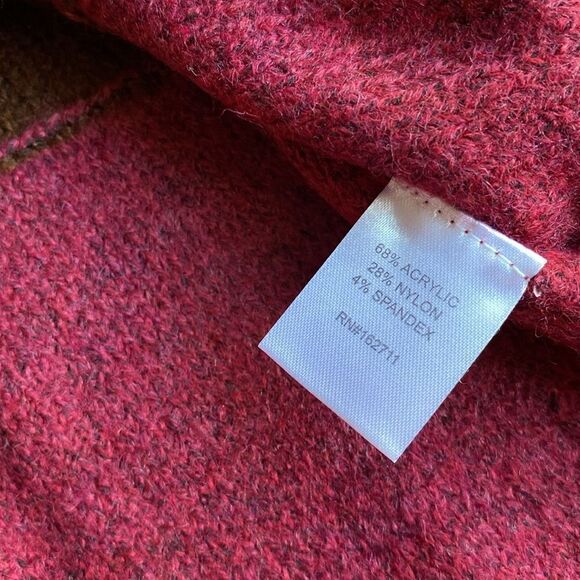 68% ACRYLIC
28% NYLON
4% SPANDEX
RN#162711